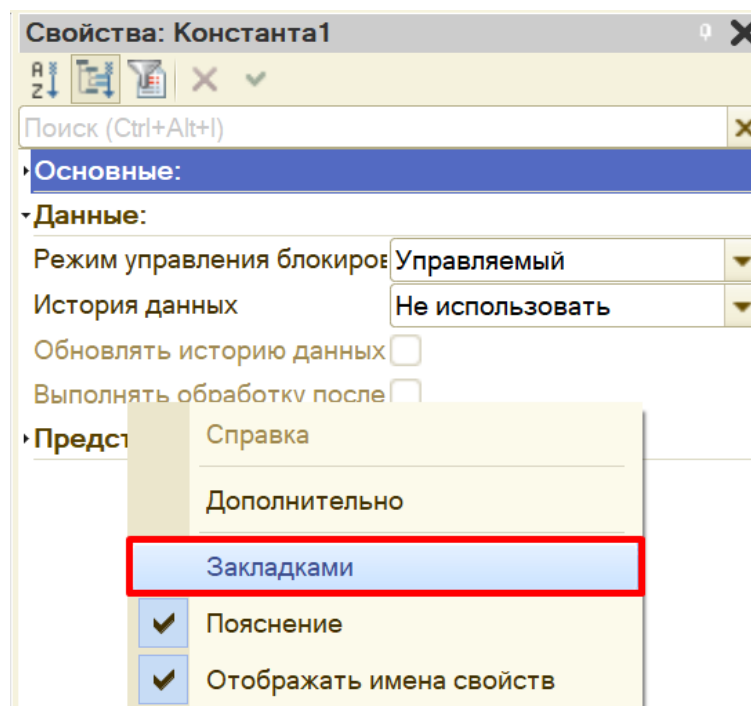 Свойства: Константа1
Поиск (Ctrl+Alt+I)
Основные:
Данные:
Режим управления блокиров Управляемый
История данных Не использовать
Обновлять историю данных
Выполнять обработку после
Предст
Справка
Дополнительно
Закладками
Пояснение
Отображать имена свойств